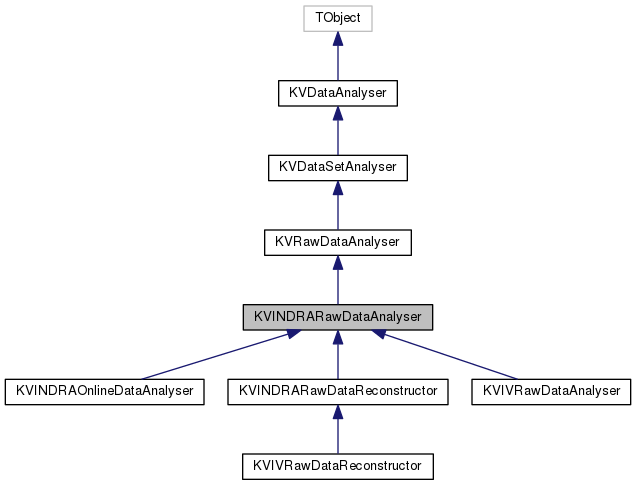 TObject
KVDataAnalyser
KVDataSetAnalyser
KVRawDataAnalyser
KVINDRARawDataAnalyser
KVINDRAOnlineDataAnalyser
KVINDRARawDataReconstructor
KVIVRawDataAnalyser
KVIVRawDataReconstructor